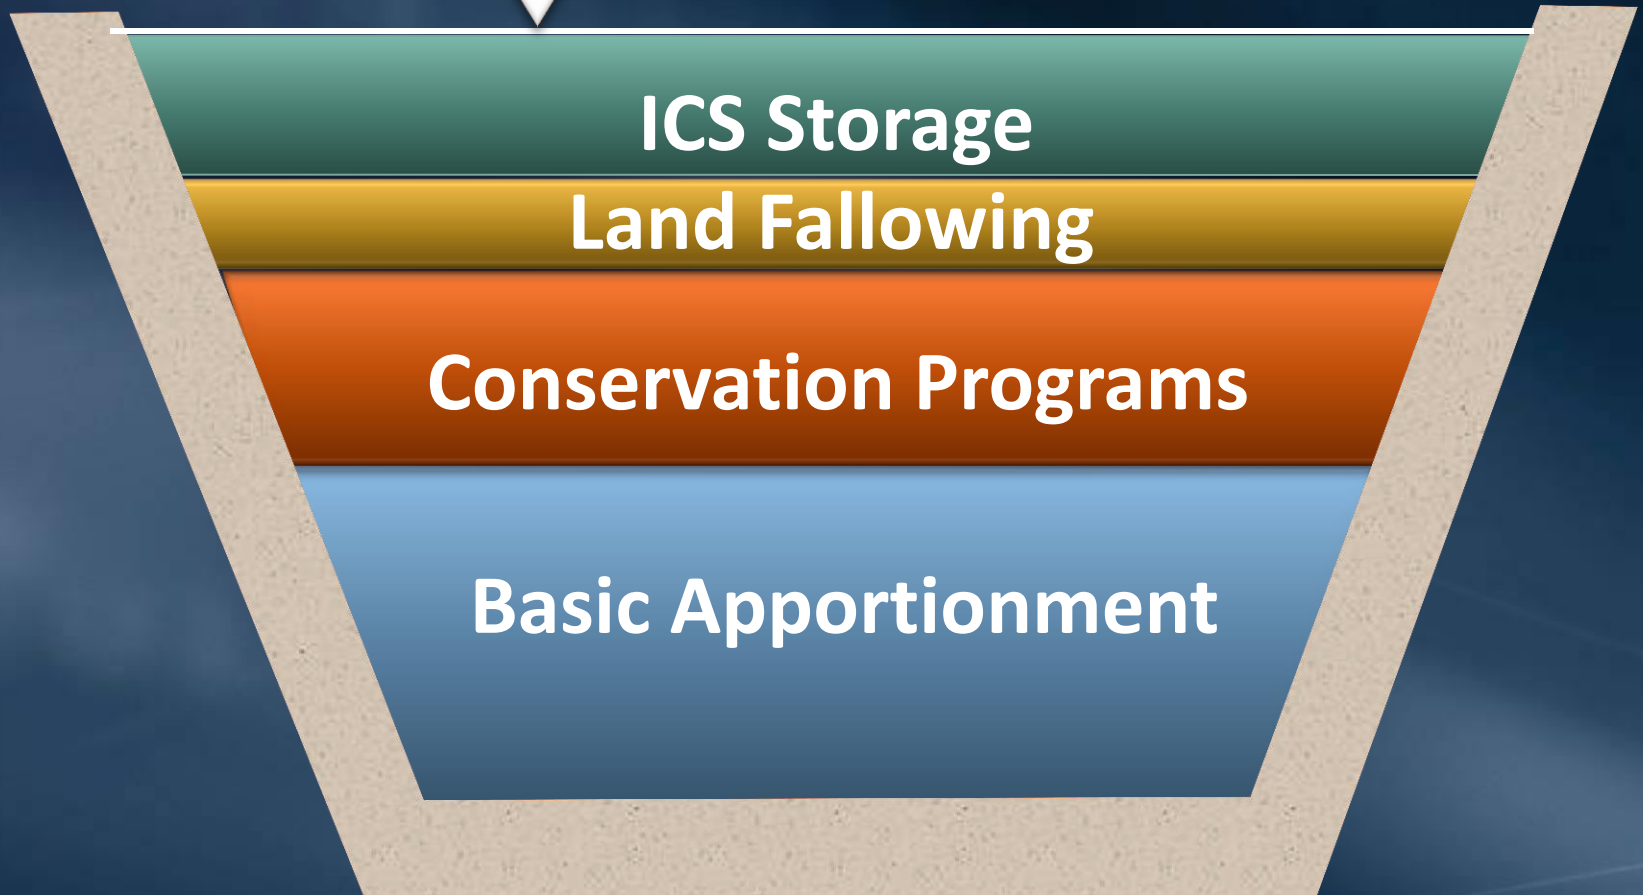 ICS Storage
Land Fallowing
Conservation Programs
Basic Apportionment